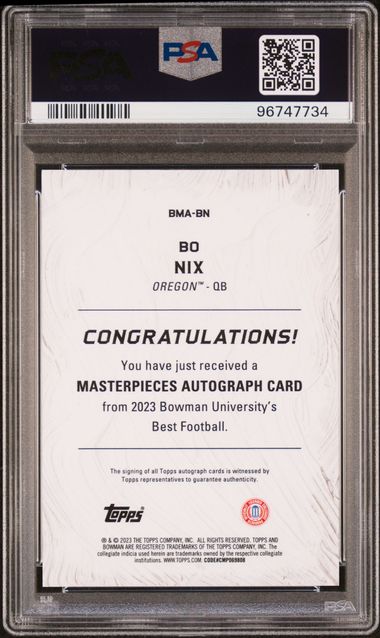 PSA
PSA
96747734
BMA-BN
BO
NIX
OREGON™ - QB
CONGRATULATIONS!
You have just received a
MASTERPIECES AUTOGRAPH CARD
from 2023 Bowman University's
Best Football.
The signing of all Topps autograph cards is witnessed by
Topps representatives to guarantee authenticity.
Topps
® & © 2023 THE TOPPS COMPANY, INC. ALL RIGHTS RESERVED. TOPPS AND
BOWMAN ARE REGISTERED TRADEMARKS OF THE TOPPS COMPANY, INC. The
collegiate indicia used herein are trademarks owned by the respective collegiate
institutions. WWW.TOPPS.COM CODE#CMP069808
PSA